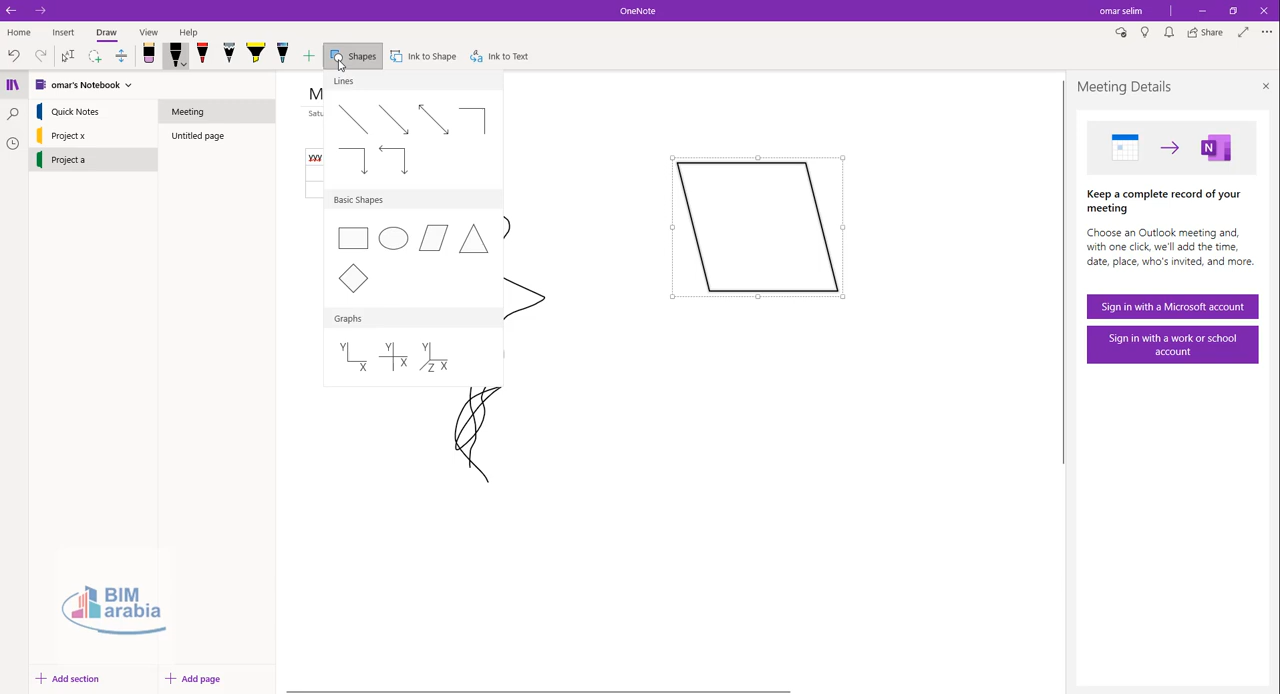 OneNote
omar selim
Home
Insert
Draw
View
Help
Share
Shapes
Ink to Shape
Ink to Text
omar's Notebook
Quick Notes
Project x
Project a
Meeting
Untitled page
M
Satu
Lines
Basic Shapes
Graphs
Y
X
Y
X
Y
Z
X
Meeting Details
N
Keep a complete record of your
meeting
Choose an Outlook meeting and,
with one click, we'll add the time,
date, place, who's invited, and more.
Sign in with a Microsoft account
Sign in with a work or school
account
BIM
arabia
Add section
Add page